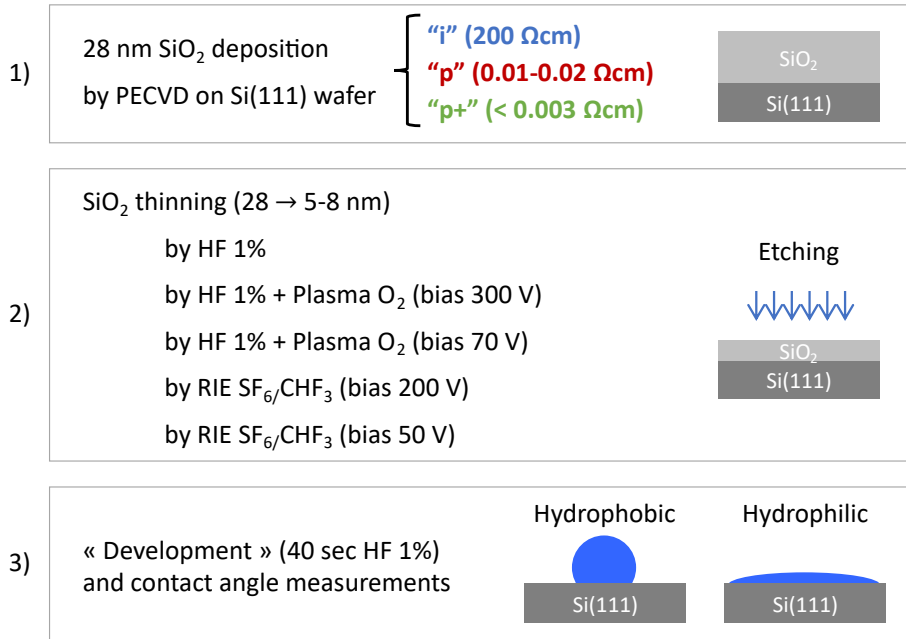 1)
28 nm SiO₂ deposition
by PECVD on Si(111) wafer
“i” (200 Ωcm)
“p” (0.01-0.02 Ωcm)
“p+” (< 0.003 Ωcm)
SiO₂
Si(111)
2)
SiO₂ thinning (28 → 5-8 nm)
by HF 1%
by HF 1% + Plasma O₂ (bias 300 V)
by HF 1% + Plasma O₂ (bias 70 V)
by RIE SF₆/CHF₃ (bias 200 V)
by RIE SF₆/CHF₃ (bias 50 V)
Etching
SiO₂
Si(111)
3)
« Development » (40 sec HF 1%)
and contact angle measurements
Hydrophobic
Si(111)
Hydrophilic
Si(111)